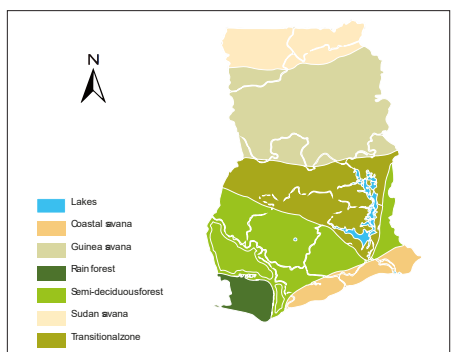 N
Lakes
Coastal savana
Guinea savana
Rain forest
Semi-deciduousforest
Sudan savana
Transitionalzone